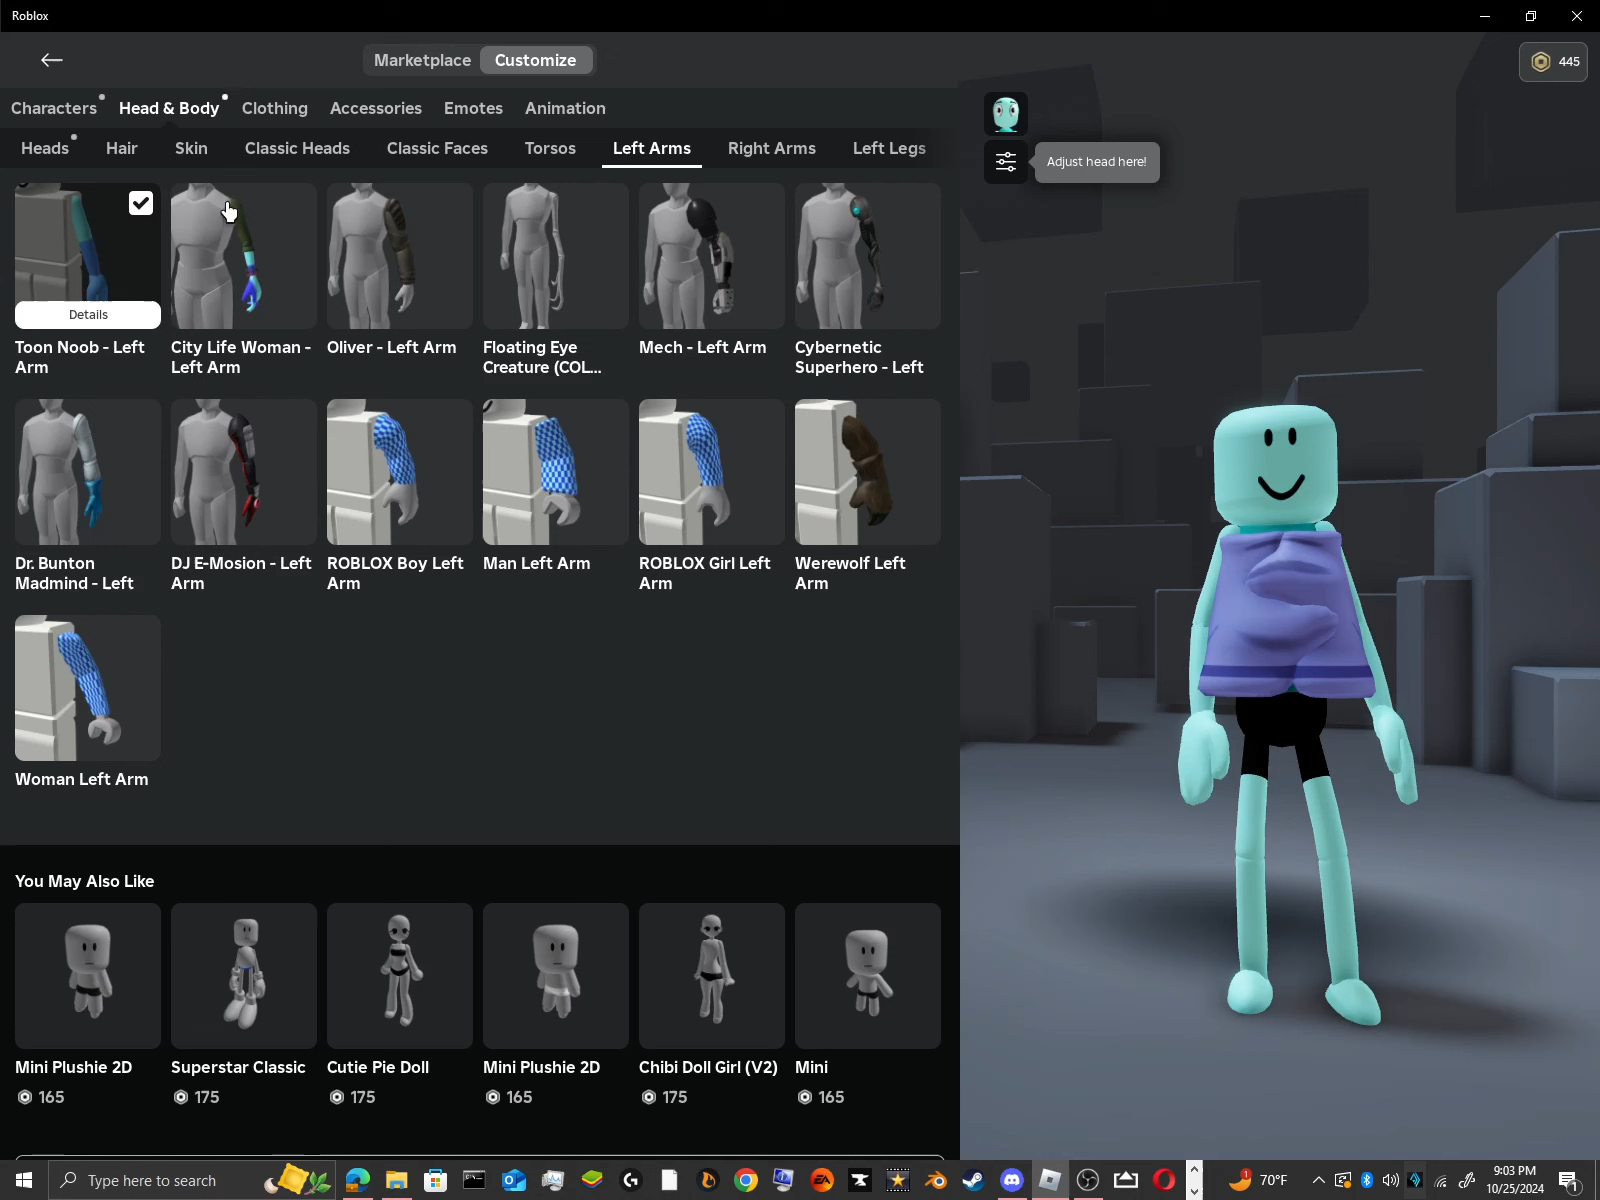 Roblox
Marketplace
Customize
445
Characters
Head & Body
Clothing
Accessories
Emotes
Animation
Heads
Hair
Skin
Classic Heads
Classic Faces
Torsos
Left Arms
Right Arms
Left Legs
Adjust head here!
Details
Toon Noob - Left
Arm
City Life Woman -
Left Arm
Oliver - Left Arm
Floating Eye
Creature (COL...
Mech - Left Arm
Cybernetic
Superhero - Left
Dr. Bunton
Madmind - Left
DJ E-Mosion - Left
Arm
ROBLOX Boy Left
Arm
Man Left Arm
ROBLOX Girl Left
Arm
Werewolf Left
Arm
Woman Left Arm
You May Also Like
Mini Plushie 2D
165
Superstar Classic
175
Cutie Pie Doll
175
Mini Plushie 2D
165
Chibi Doll Girl (V2)
175
Mini
165
Type here to search
EA
1
70°F
9:03 PM
10/25/2024
1